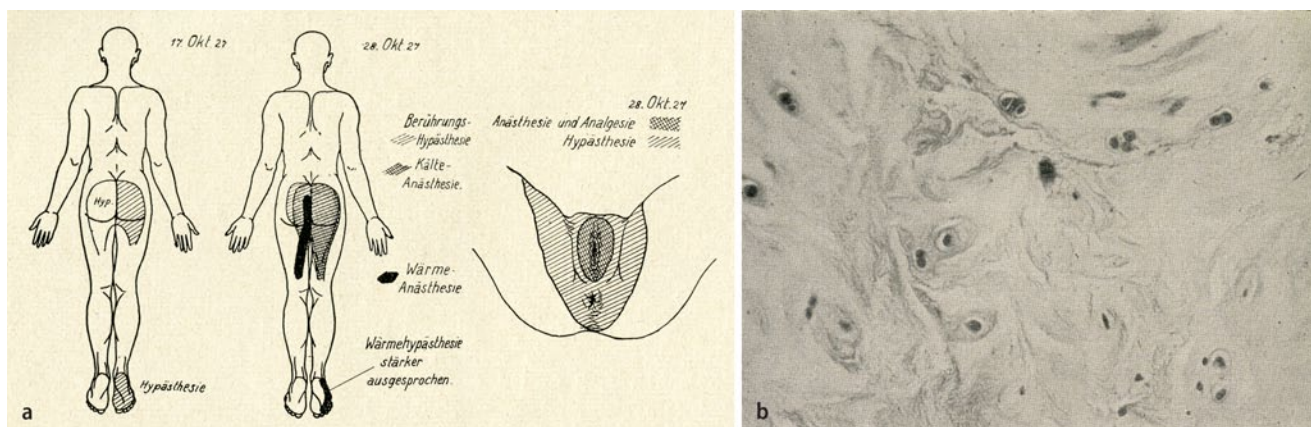 17. Okt. 27
28. Okt. 27
Berührungs-
Hypästhesie
Kälte-
Anästhesie.
Hyp.
Wärme-
Anästhesie.
Wärmehypästhesie
stärker
ausgesprochen.
Hypästhesie
28. Okt. 27
Anästhesie und Analgesie
Hypästhesie
a
b